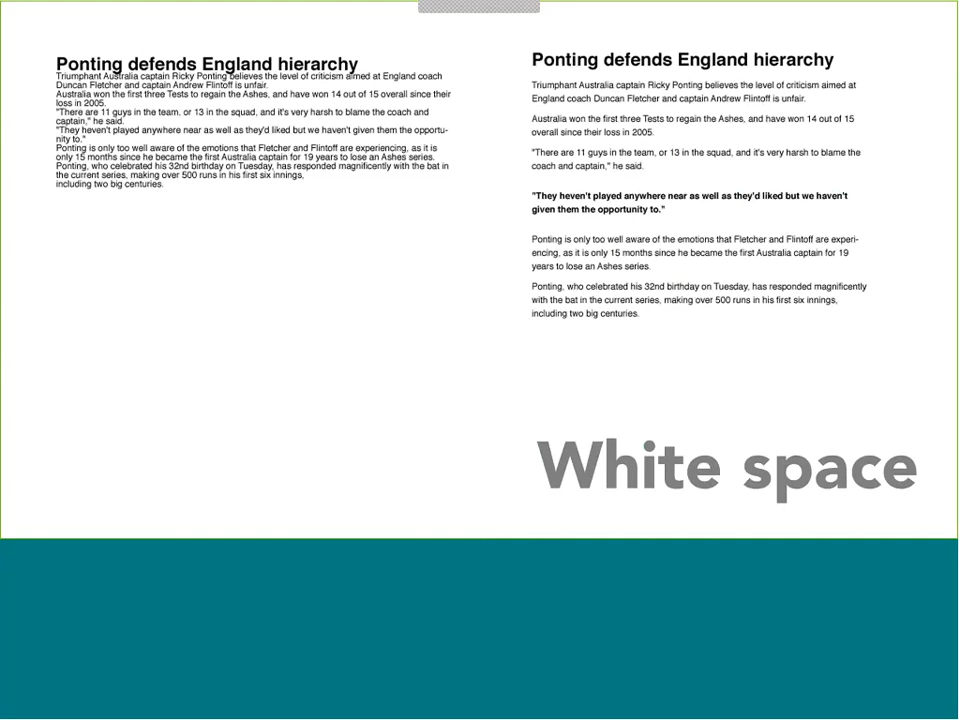 Ponting defends England hierarchy
Triumphant Australia captain Ricky Ponting believes the level of criticism aimed at England coach
Duncan Fletcher and captain Andrew Flintoff is unfair.
Australia won the first three Tests to regain the Ashes, and have won 14 out of 15 overall since their
loss in 2005.
"There are 11 guys in the team, or 13 in the squad, and it's very harsh to blame the coach and
captain," he said.
"They heven't played anywhere near as well as they'd liked but we haven't given them the opportu-
nity to."
Ponting is only too well aware of the emotions that Fletcher and Flintoff are experiencing, as it is
only 15 months since he became the first Australia captain for 19 years to lose an Ashes series.
Ponting, who celebrated his 32nd birthday on Tuesday, has responded magnificently with the bat in
the current series, making over 500 runs in his first six innings,
including two big centuries.
Ponting defends England hierarchy
Triumphant Australia captain Ricky Ponting believes the level of criticism aimed at
England coach Duncan Fletcher and captain Andrew Flintoff is unfair.
Australia won the first three Tests to regain the Ashes, and have won 14 out of 15
overall since their loss in 2005.
"There are 11 guys in the team, or 13 in the squad, and it's very harsh to blame the
coach and captain," he said.
"They heven't played anywhere near as well as they'd liked but we haven't
given them the opportunity to."
Ponting is only too well aware of the emotions that Fletcher and Flintoff are experi-
encing, as it is only 15 months since he became the first Australia captain for 19
years to lose an Ashes series.
Ponting, who celebrated his 32nd birthday on Tuesday, has responded magnificently
with the bat in the current series, making over 500 runs in his first six innings,
including two big centuries.
White space